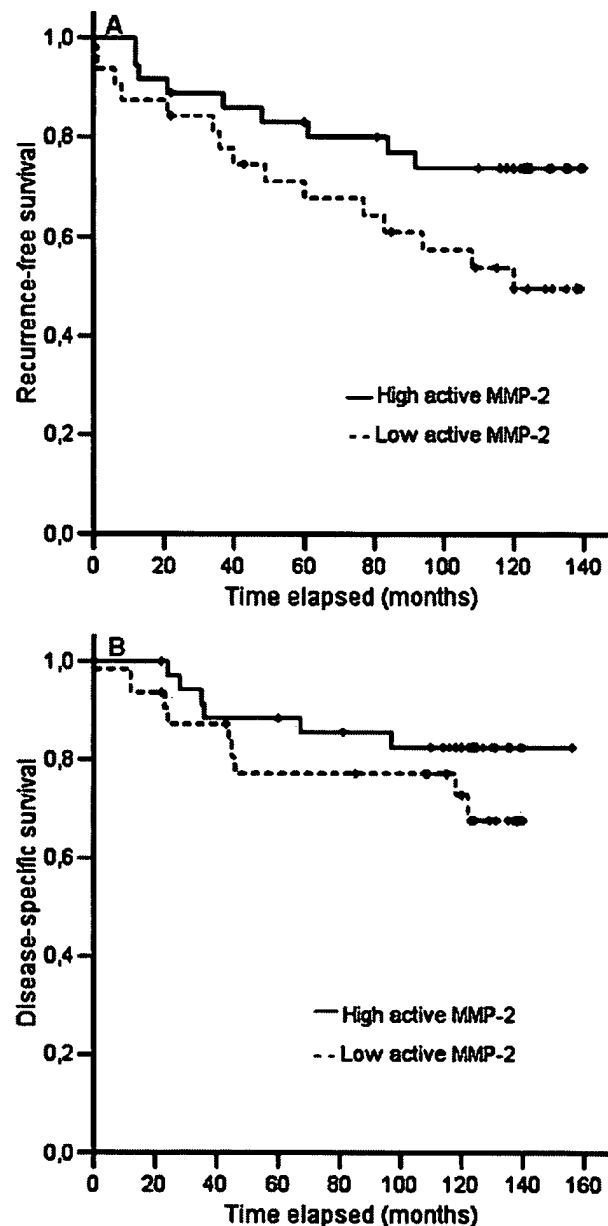 A
1,0
0,8
0,6
0,4
0,2
0,0
Recurrence-free survival
High active MMP-2
Low active MMP-2
0 20 40 60 80 100 120 140
Time elapsed (months)
B
1,0
0,8
0,6
0,4
0,2
0,0
Disease-specific survival
High active MMP-2
Low active MMP-2
0 20 40 60 80 100 120 140 160
Time elapsed (months)